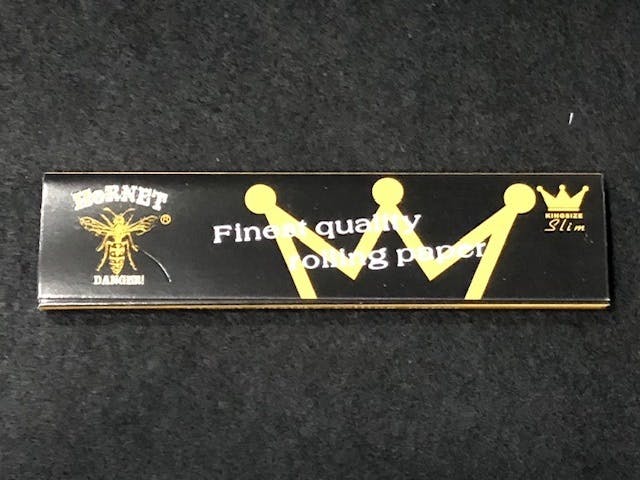 HoRNET
®
DANGER!
Finest quality
rolling paper
KINGSIZE
Slim